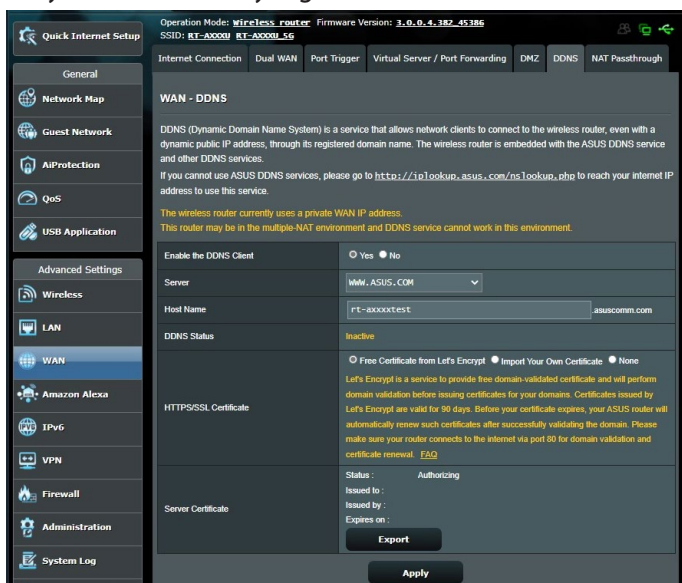 Operation Mode: Wireless router Firmware Version: 3.0.0.4.382_45386
SSID: RT-AXXXU RT-AXXXU_5G
Quick Internet Setup
General
Network Map
Guest Network
AiProtection
QoS
USB Application
Advanced Settings
Wireless
LAN
WAN
Amazon Alexa
IPv6
VPN
Firewall
Administration
System Log
Internet Connection Dual WAN Port Trigger Virtual Server / Port Forwarding DMZ DDNS NAT Passthrough
WAN - DDNS
DDNS (Dynamic Domain Name System) is a service that allows network clients to connect to the wireless router, even with a
dynamic public IP address, through its registered domain name. The wireless router is embedded with the ASUS DDNS service
and other DDNS services.
If you cannot use ASUS DDNS services, please go to http://iplookup.asus.com/nslookup.php to reach your internet IP
address to use this service.
The wireless router currently uses a private WAN IP address.
This router may be in the multiple-NAT environment and DDNS service cannot work in this environment.
Enable the DDNS Client Yes No
Server WWW.ASUS.COM
Host Name rt-axxxxtest .asuscomm.com
DDNS Status Inactive
HTTPS/SSL Certificate
Free Certificate from Let's Encrypt Import Your Own Certificate None
Let's Encrypt is a service to provide free domain-validated certificate and will perform
domain validation before issuing certificates for your domains. Certificates issued by
Let's Encrypt are valid for 90 days. Before your certificate expires, your ASUS router will
automatically renew such certificates after successfully validating the domain. Please
make sure your router connects to the internet via port 80 for domain validation and
certificate renewal. FAQ
Server Certificate
Status : Authorizing
Issued to :
Issued by :
Expires on :
Export
Apply